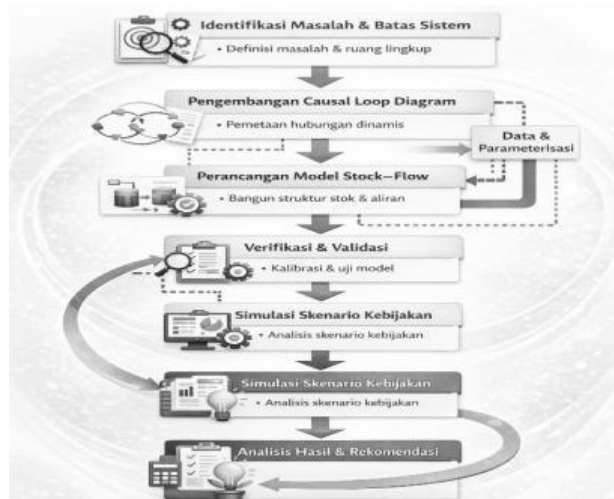 Identifikasi Masalah & Batas Sistem
• Definisi masalah & ruang lingkup
Pengembangan Causal Loop Diagram
• Pemetaan hubungan dinamis
Data &
Parameterisasi
Perancangan Model Stock–Flow
• Bangun struktur stok & aliran
Verifikasi & Validasi
• Kalibrasi & uji model
Simulasi Skenario Kebijakan
• Analisis skenario kebijakan
Simulasi Skenario Kebijakan
• Analisis skenario kebijakan
Analisis Hasil & Rekomendasi